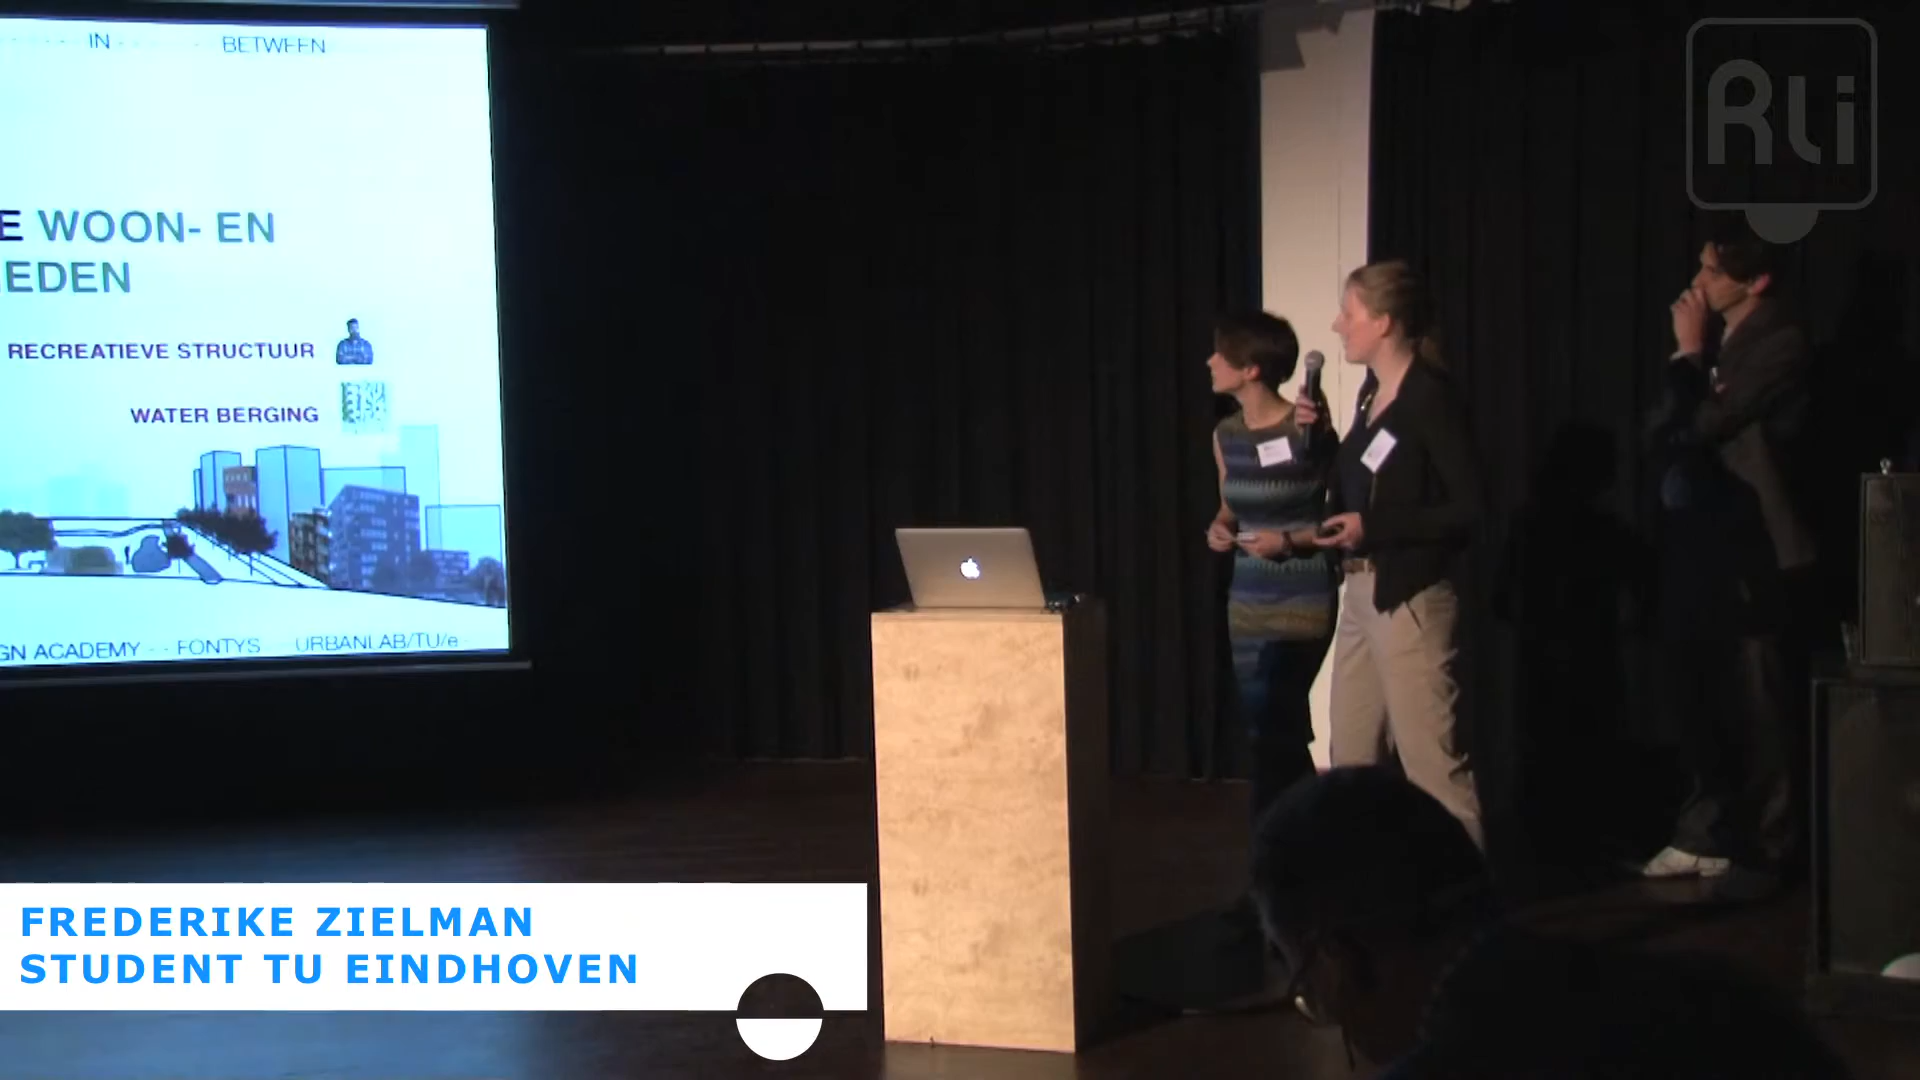 IN BETWEEN
E WOON- EN
EDEN
RECREATIEVE STRUCTUUR
WATER BERGING
GN ACADEMY - - FONTYS URBANLAB/TU/e
RLi
FREDERIKE ZIELMAN
STUDENT TU EINDHOVEN